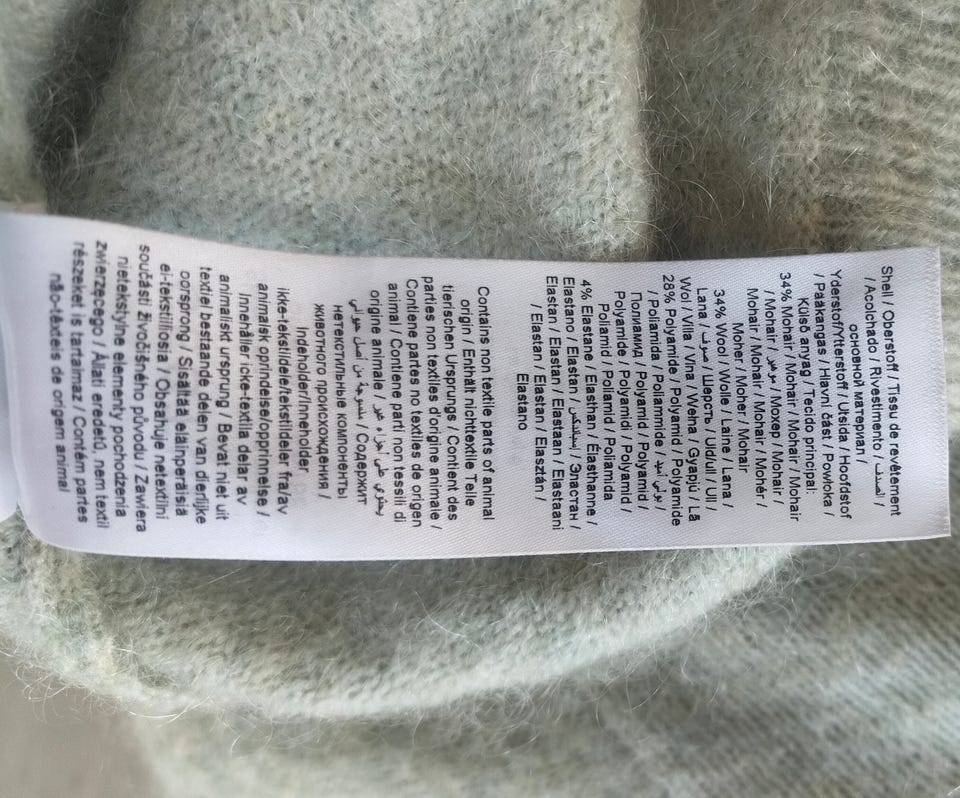 Shell / Oberstoff / Tissu de revêtement
/ Acolchado / Rivestimento / الصدف /
основной материал /
Yderstoff/Ytterstoff / Utsida / Hoofdstof
/ Pääkangas / Hlavní část / Powłoka /
Külső anyag / Tecido principal:
34% Mohair / Mohair / Mohair / Mohair
/ Mohair / موهير / Мохер / Mohair /
Mohair / Mohair / Mohair / Mohér /
Moher / Moher / Mohair
34% Wool / Wolle / Laine / Lana /
Lana / صوف / Шерсть / Uld/ull / Ull /
Wol / Villa / Vlna / Wełna / Gyapjú / Lã
28% Polyamide / Polyamid / Polyamide
/ Poliamida / Poliammide / بولي أميد /
Полиамид / Polyamid / Polyamid /
Polyamide / Polyamidi / Polyamid /
Poliamid / Poliamid / Poliamida
4% Elastane / Elasthan / Élasthanne /
Elastano / Elastan / إيلاستكس / Эластан /
Elastan / Elastan / Elastaan / Elastaani
/ Elastan / Elastan / Elasztán /
Elastano
Contains non textile parts of animal
origin / Enthält nichttextile Teile
tierischen Ursprungs / Contient des
parties non textiles d'origine animale /
Contiene partes no textiles de origen
animal / Contiene parti non tessili di
origine animale / يحتوي على أجزاء غير
نسيجية من أصل حيواني / Содержит
нетекстильные компоненты
животного происхождения /
Indeholder/Inneholder
ikke-tekstildele/tekstildeler fra/av
animalsk oprindelse/opprinnelse /
Innehåller icke-textila delar av
animaliskt ursprung / Bevat niet uit
textiel bestaande delen van dierlijke
oorsprong / Sisältää eläinperäisiä
ei-tekstiiliosia / Obsahuje netextilní
součásti živočišného původu / Zawiera
nietekstylne elementy pochodzenia
zwierzęcego / Állati eredetű, nem textil
részeket is tartalmaz / Contém partes
não-têxteis de origem animal